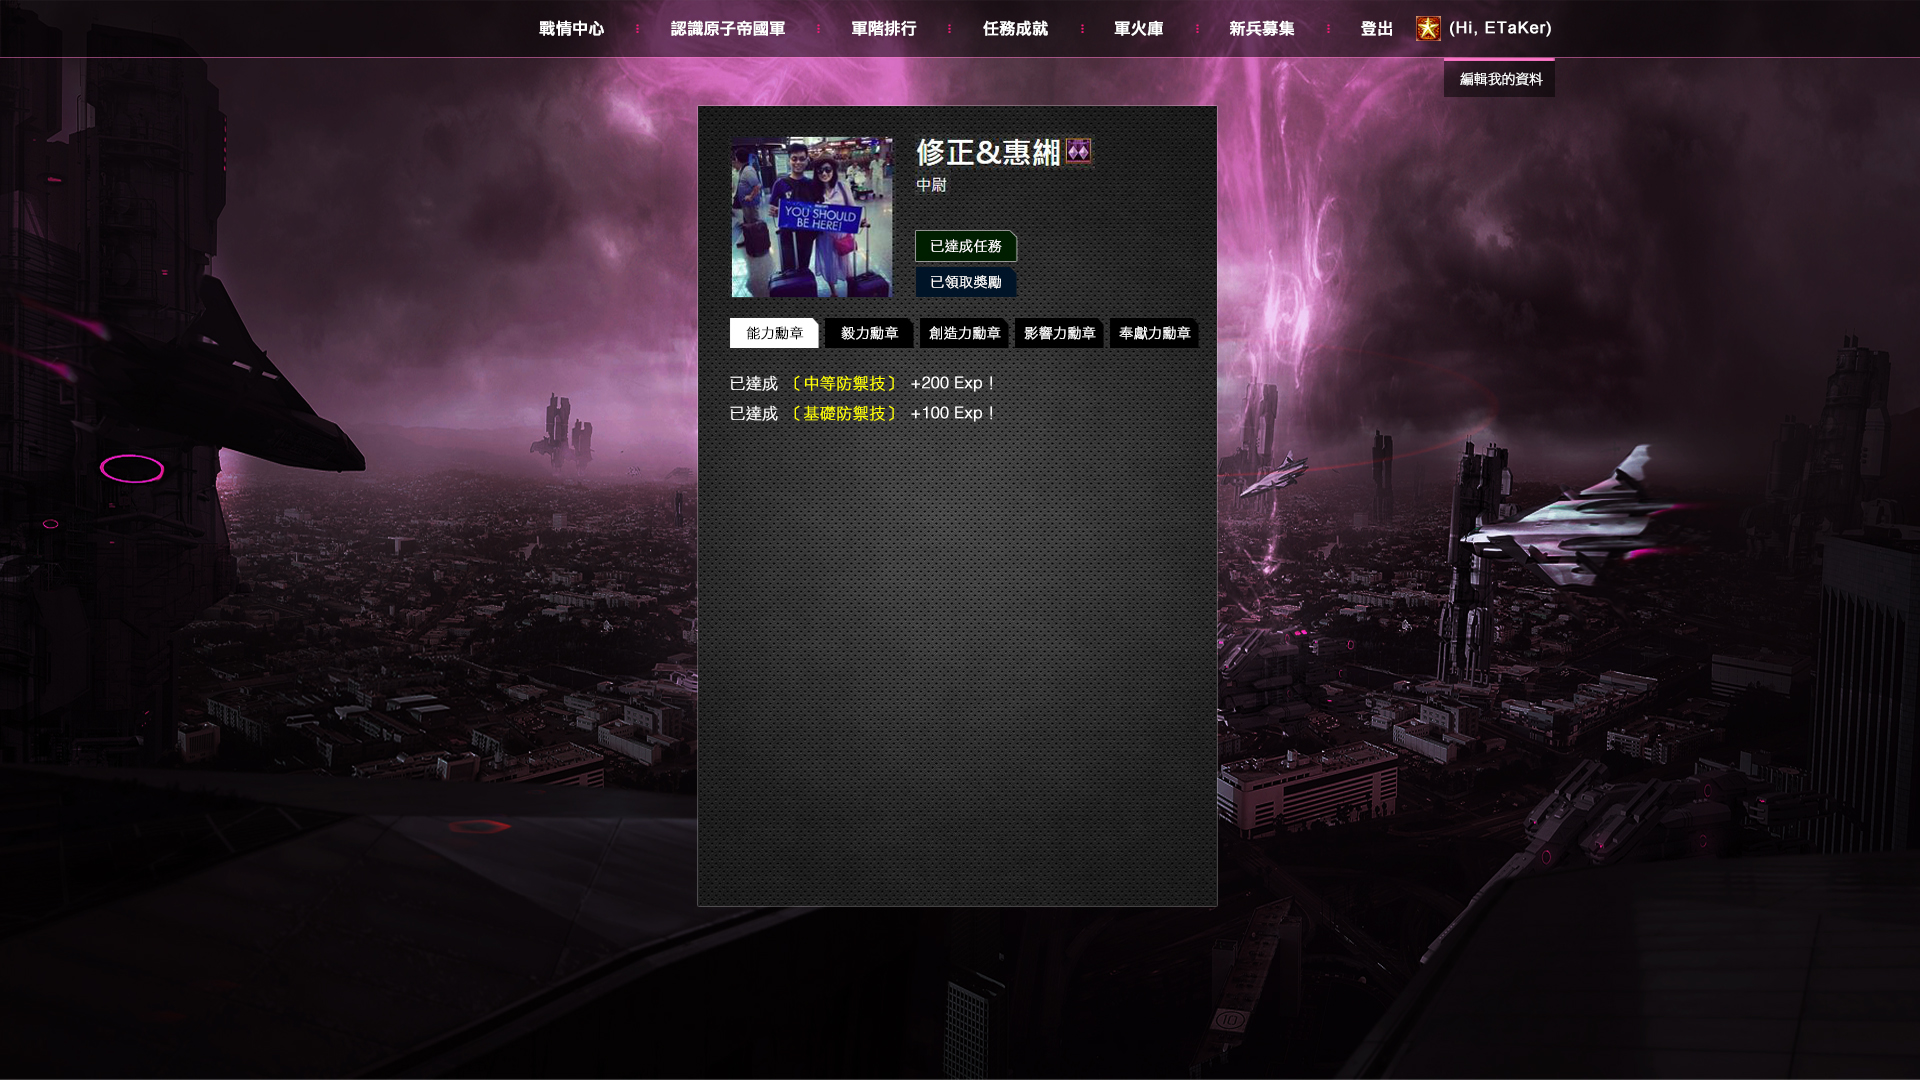 戰情中心 認識原子帝國軍 軍階排行 任務成就 軍火庫 新兵募集 登出 (Hi, ETaKer)
編輯我的資料
修正&惠緗
中尉
YOU SHOULD
BE HERE!
已達成任務
已領取獎勵
能力勳章 毅力勳章 創造力勳章 影響力勳章 奉獻力勳章
已達成 〔中等防禦技〕 +200 Exp！
已達成 〔基礎防禦技〕 +100 Exp！